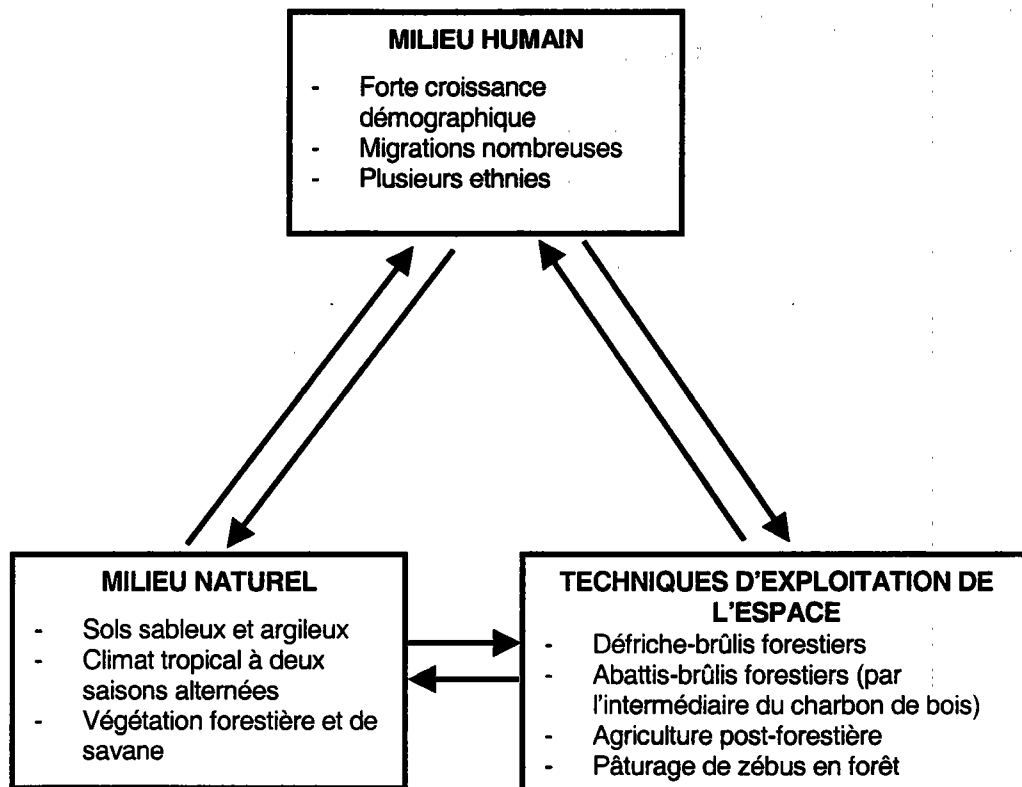 MILIEU HUMAIN
- Forte croissance
démographique
- Migrations nombreuses
- Plusieurs ethnies
MILIEU NATUREL
- Sols sableux et argileux
- Climat tropical à deux
saisons alternées
- Végétation forestière et de
savane
TECHNIQUES D'EXPLOITATION DE
L'ESPACE
- Défriche-brûlis forestiers
- Abattis-brûlis forestiers (par
l'intermédiaire du charbon de bois)
- Agriculture post-forestière
- Pâturage de zébus en forêt